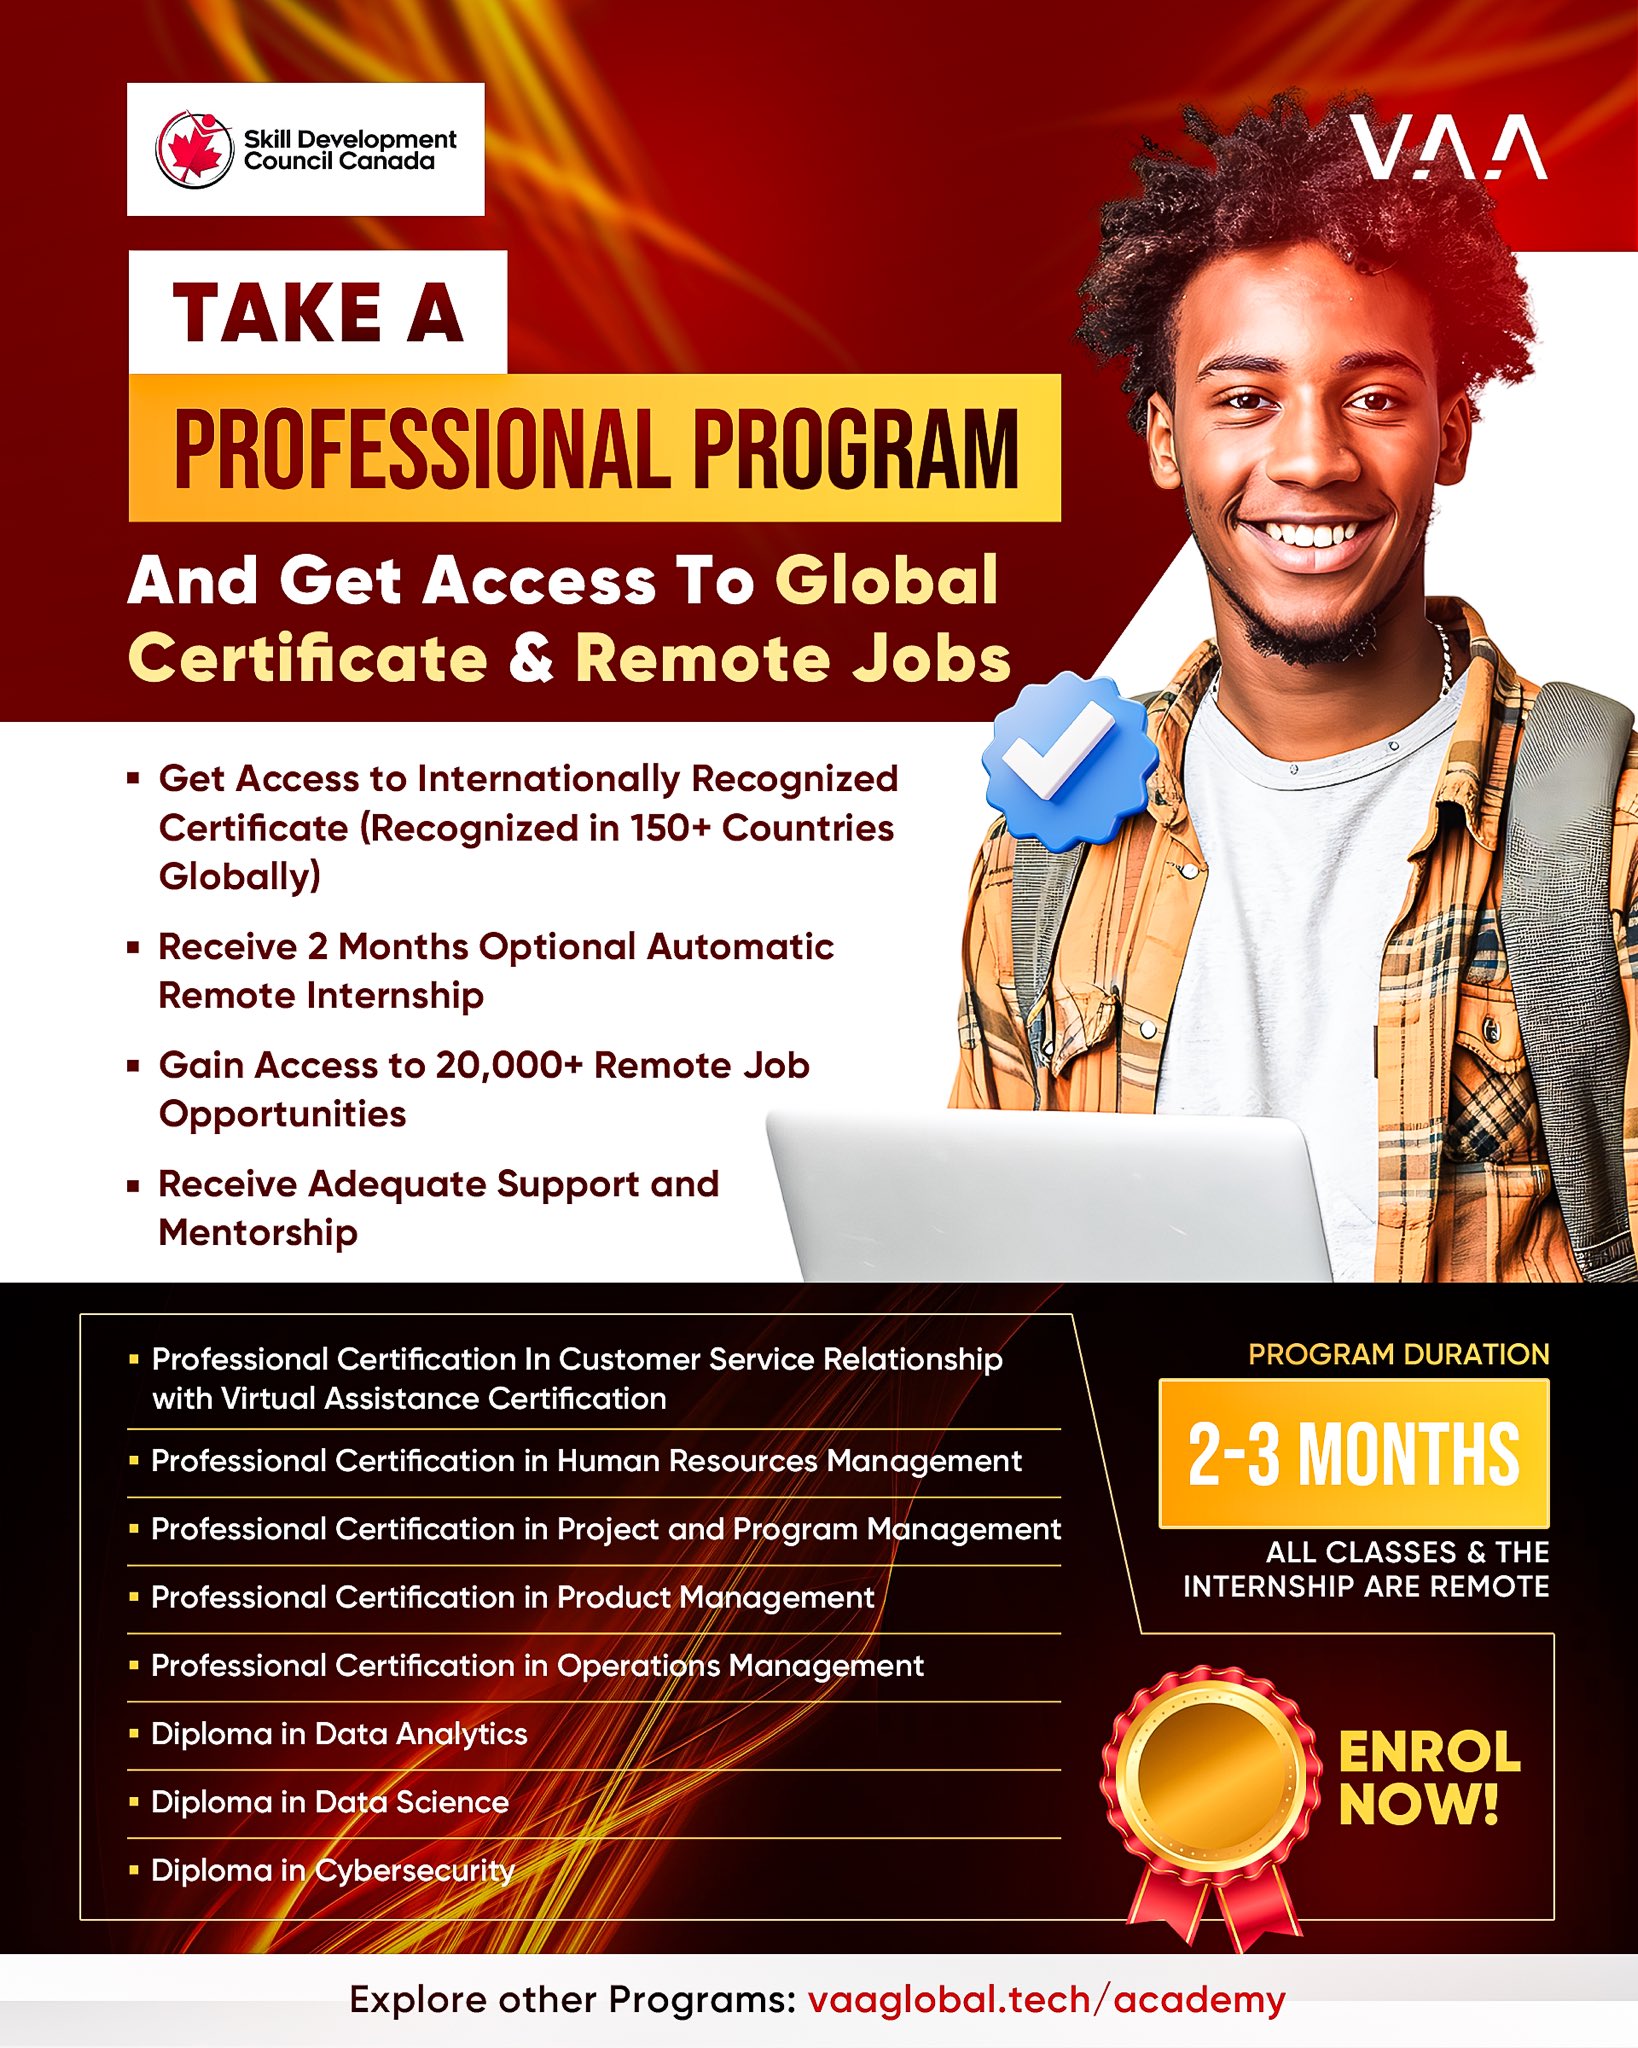 Skill Development
Council Canada
VAA
TAKE A
PROFESSIONAL PROGRAM
And Get Access To Global
Certificate & Remote Jobs
▪ Get Access to Internationally Recognized
Certificate (Recognized in 150+ Countries
Globally)
▪ Receive 2 Months Optional Automatic
Remote Internship
▪ Gain Access to 20,000+ Remote Job
Opportunities
▪ Receive Adequate Support and
Mentorship
▪ Professional Certification In Customer Service Relationship
with Virtual Assistance Certification
▪ Professional Certification in Human Resources Management
▪ Professional Certification in Project and Program Management
▪ Professional Certification in Product Management
▪ Professional Certification in Operations Management
▪ Diploma in Data Analytics
▪ Diploma in Data Science
▪ Diploma in Cybersecurity
PROGRAM DURATION
2-3 MONTHS
ALL CLASSES & THE
INTERNSHIP ARE REMOTE
ENROL
NOW!
Explore other Programs: vaaglobal.tech/academy